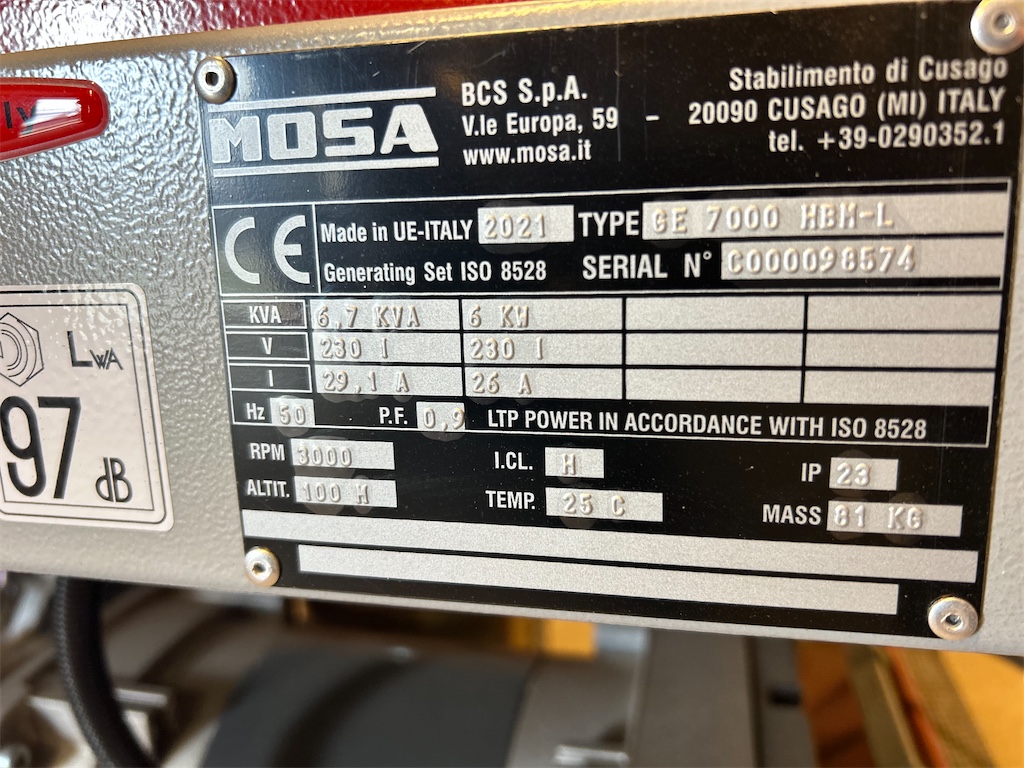 ly
MOSA
BCS S.p.A.
V.le Europa, 59 -
www.mosa.it
Stabilimento di Cusago
20090 CUSAGO (MI) ITALY
tel. +39-0290352.1
CE Made in UE-ITALY 2021 TYPE GE 7000 HBM-L
Generating Set ISO 8528 SERIAL N° C000098574
KVA 6,7 KVA 6 KW
V 230 1 230 1
I 29,1 A 26 A
Hz 50 P.F. 0,9 LTP POWER IN ACCORDANCE WITH ISO 8528
RPM 3000 I.CL. H IP 23
ALTIT. 100 M TEMP. 25 C MASS 81 KG
LWA
97
dB